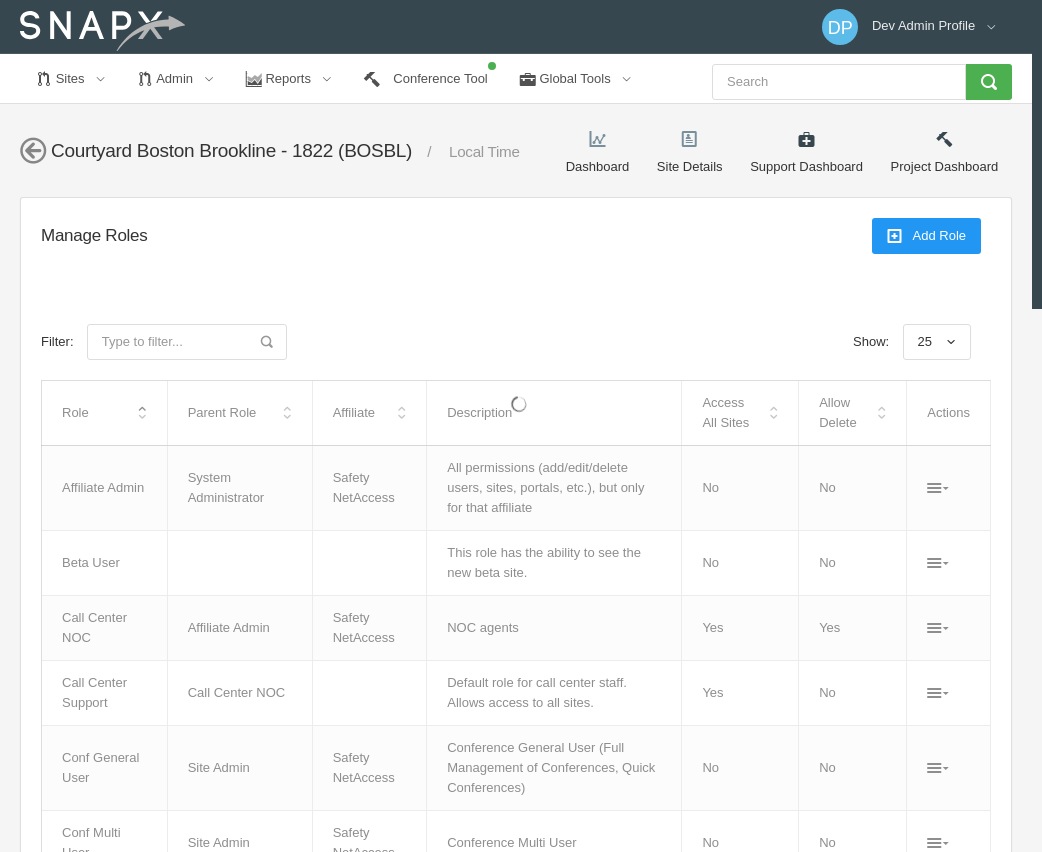 SNAPX
DP Dev Admin Profile
Sites Admin Reports Conference Tool Global Tools Search
Courtyard Boston Brookline - 1822 (BOSBL) / Local Time
Dashboard Site Details Support Dashboard Project Dashboard
Manage Roles
Add Role
Filter: Type to filter... Show: 25
Role Parent Role Affiliate Description Access All Sites Allow Delete Actions
Affiliate Admin
System
Administrator
Safety
NetAccess
All permissions (add/edit/delete
users, sites, portals, etc.), but only
for that affiliate
No
No
Beta User
This role has the ability to see the
new beta site.
No
No
Call Center
NOC
Affiliate Admin
Safety
NetAccess
NOC agents
Yes
Yes
Call Center
Support
Call Center NOC
Default role for call center staff.
Allows access to all sites.
Yes
No
Conf General
User
Site Admin
Safety
NetAccess
Conference General User (Full
Management of Conferences, Quick
Conferences)
No
No
Conf Multi
User
Site Admin
Safety
NetAccess
Conference Multi User
No
No